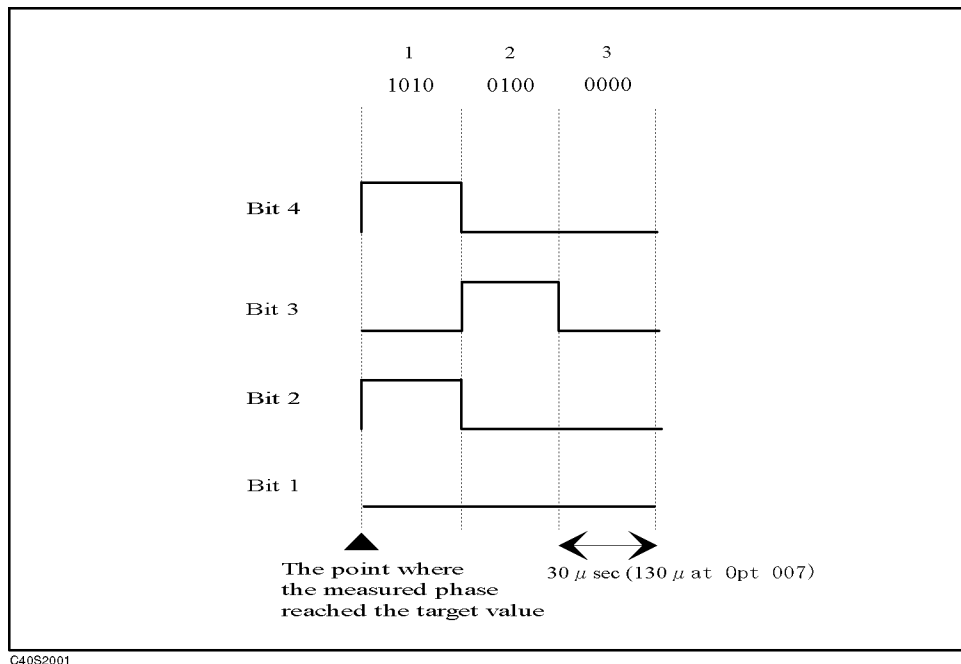 1 2 3
1010 0100 0000
Bit 4
Bit 3
Bit 2
Bit 1
The point where
the measured phase
reached the target value
30 μ sec (130 μ at Opt 007)
C40S2001